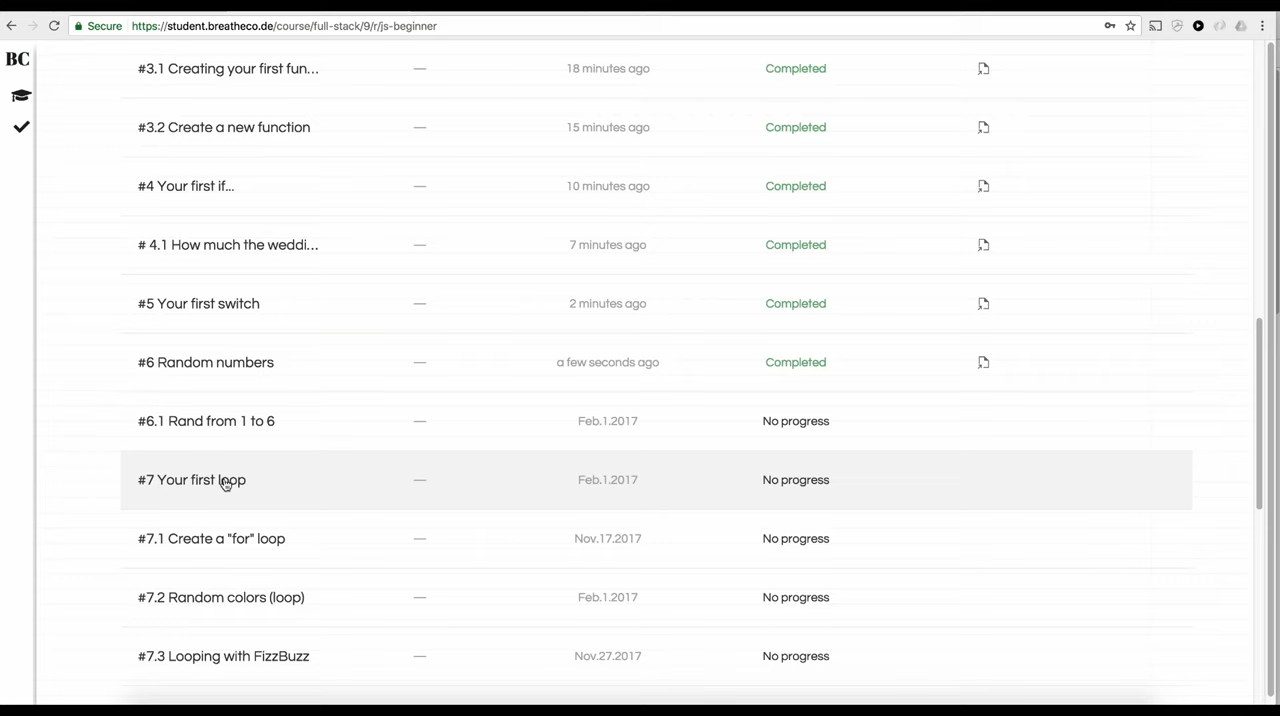 Secure https://student.breatheco.de/course/full-stack/9/r/js-beginner
BC
#3.1 Creating your first fun... — 18 minutes ago Completed
#3.2 Create a new function — 15 minutes ago Completed
#4 Your first if... — 10 minutes ago Completed
# 4.1 How much the weddi... — 7 minutes ago Completed
#5 Your first switch — 2 minutes ago Completed
#6 Random numbers — a few seconds ago Completed
#6.1 Rand from 1 to 6 — Feb.1.2017 No progress
#7 Your first loop — Feb.1.2017 No progress
#7.1 Create a "for" loop — Nov.17.2017 No progress
#7.2 Random colors (loop) — Feb.1.2017 No progress
#7.3 Looping with FizzBuzz — Nov.27.2017 No progress